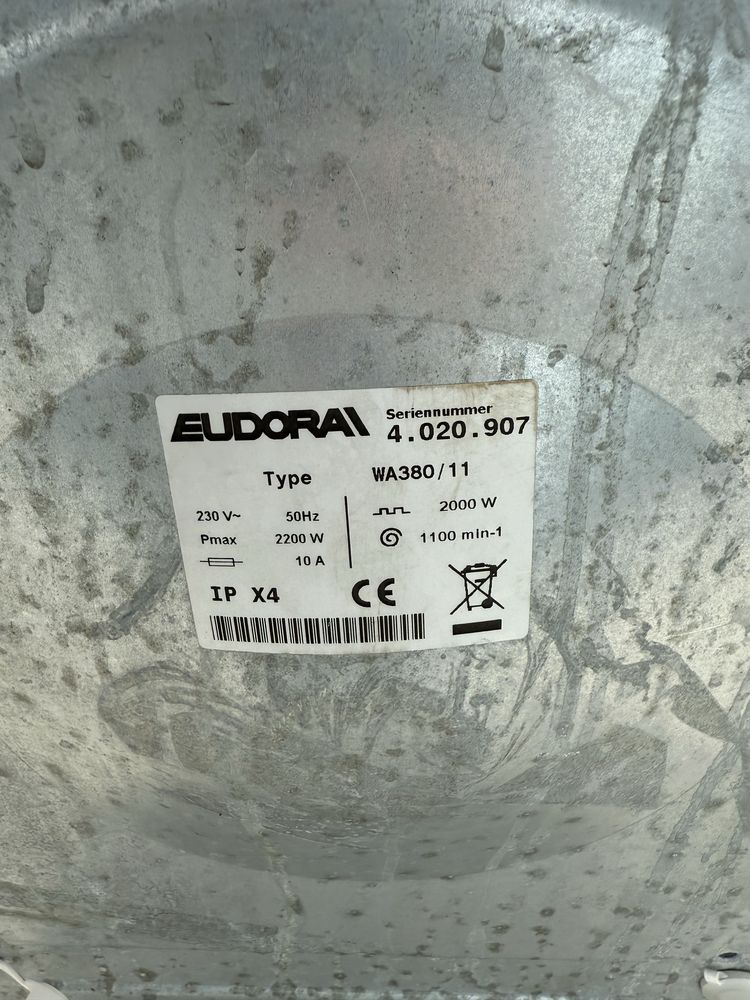 EUDORA
Seriennummer
4.020.907
Type WA380/11
230 V~ 50Hz
Pmax 2200 W
10 A
2000 W
1100 min-1
IP X4 CE